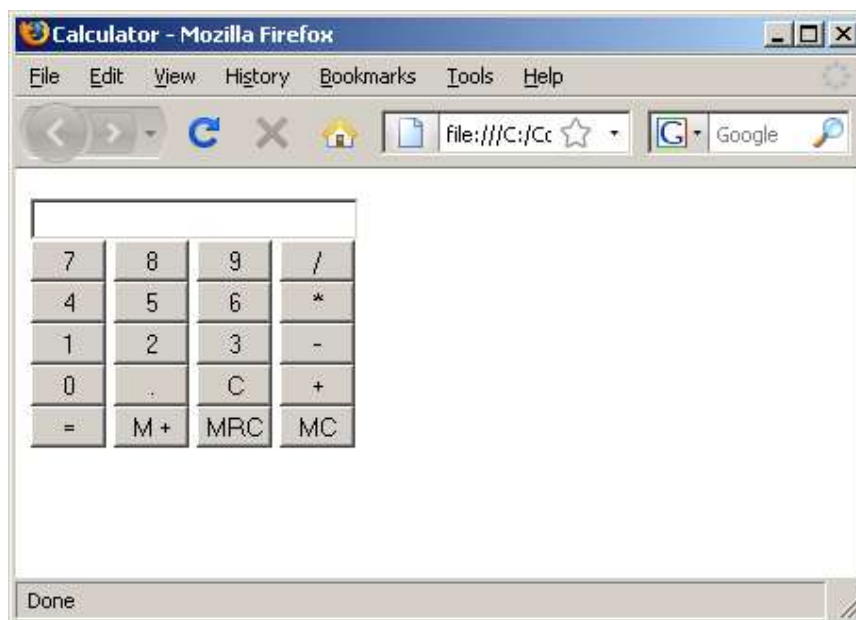 Calculator - Mozilla Firefox
File Edit View History Bookmarks Tools Help
file:///C:/Cc G Google
7 8 9 /
4 5 6 *
1 2 3 -
0 . C +
= M + MRC MC
Done